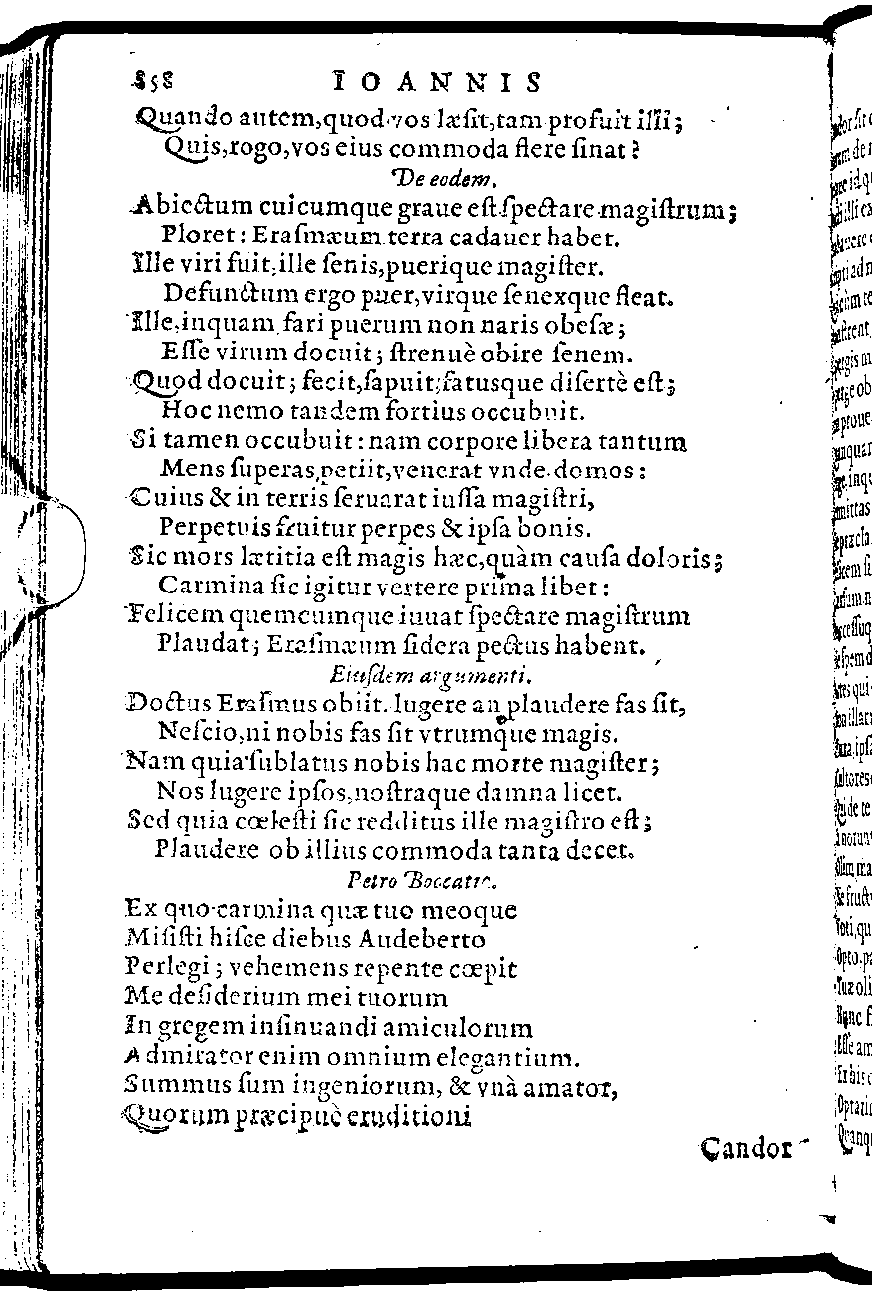 858 IOANNIS
Quando autem, quod vos læſit, tam profuit illi;
Quis, rogo, vos eius commoda flere ſinat?
De eodem.
Abiectum cuicumque graue eſt ſpectare magiſtrum;
Ploret: Eraſmæum terra cadauer habet.
Ille viri fuit, ille ſenis, puerique magiſter.
Defunctum ergo puer, virque ſenexque fleat.
Ille, inquam, fari puerum non naris obeſæ;
Eſſe virum docuit; ſtrenuè obire ſenem.
Quod docuit; fecit, ſapuit; fatusque diſertè eſt;
Hoc nemo tandem fortius occubuit.
Si tamen occubuit: nam corpore libera tantum
Mens ſuperas, petiit, venerat vnde domos:
Cuius & in terris ſeruarat iuſſa magiſtri,
Perpetuis fruitur perpes & ipſa bonis.
Sic mors lætitia eſt magis hæc, quàm cauſa doloris;
Carmina ſic igitur vertere prima libet:
Felicem quemcumque iuuat ſpectare magiſtrum
Plaudat; Eraſmæum ſidera pectus habent.
Eiuſdem argumenti.
Doctus Eraſmus obiit. lugere an plaudere fas ſit,
Neſcio, ni nobis fas ſit vtrumque magis.
Nam quia ſublatus nobis hac morte magiſter;
Nos lugere ipſos, noſtraque damna licet.
Sed quia cœleſti ſic redditus ille magiſtro eſt;
Plaudere ob illius commoda tanta decet.
Petro Boccatio.
Ex quo carmina quæ tuo meoque
Miſiſti hiſce diebus Audeberto
Perlegi; vehemens repente cœpit
Me deſiderium mei tuorum
In gregem inſinuandi amiculorum
Admirator enim omnium elegantium.
Summus ſum ingeniorum, & vnà amator,
Quorum præcipuè eruditioni
Candor